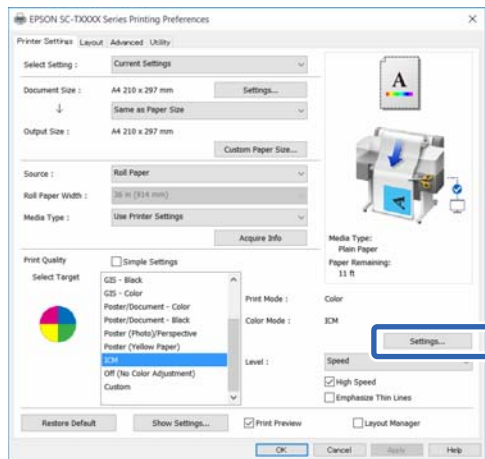 EPSON SC-TXXXX Series Printing Preferences
Printer Settings Layout Advanced Utility
Select Setting : Current Settings
Document Size : A4 210 x 297 mm Settings...
Same as Paper Size
Output Size : A4 210 x 297 mm
Custom Paper Size...
Source : Roll Paper
Roll Paper Width : 36 in (914 mm)
Media Type : Use Printer Settings
Acquire Info
A
Media Type:
Plain Paper
Paper Remaining:
11 ft
Print Quality Simple Settings
Select Target
GIS - Black
GIS - Color
Poster/Document - Color
Poster/Document - Black
Poster (Photo)/Perspective
Poster (Yellow Paper)
ICM
Off (No Color Adjustment)
Custom
Print Mode : Color
Color Mode : ICM
Settings...
Level : Speed
High Speed
Emphasize Thin Lines
Restore Default Show Settings... Print Preview Layout Manager
OK Cancel Apply Help